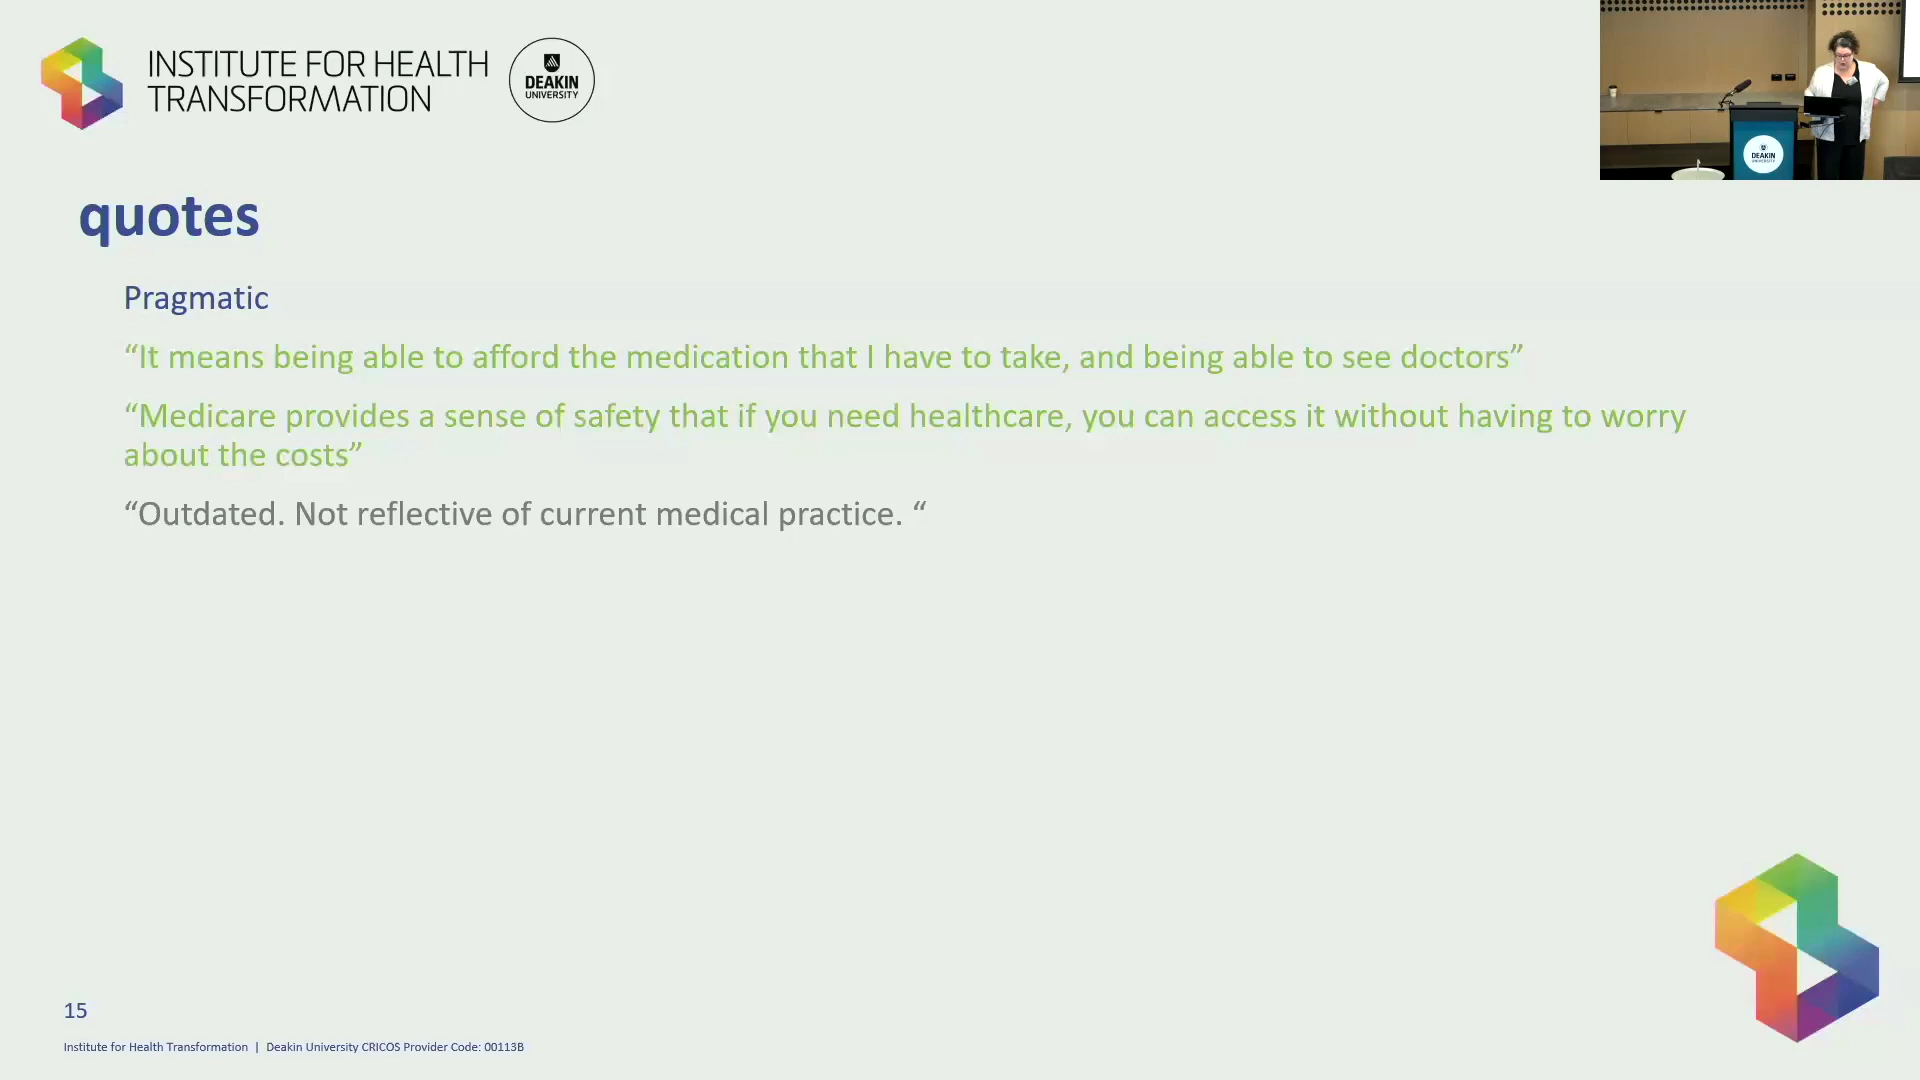 INSTITUTE FOR HEALTH
TRANSFORMATION
DEAKIN
UNIVERSITY
DEAKIN
quotes
Pragmatic
“It means being able to afford the medication that I have to take, and being able to see doctors”
“Medicare provides a sense of safety that if you need healthcare, you can access it without having to worry
about the costs”
“Outdated. Not reflective of current medical practice. “
15
Institute for Health Transformation | Deakin University CRICOS Provider Code: 00113B